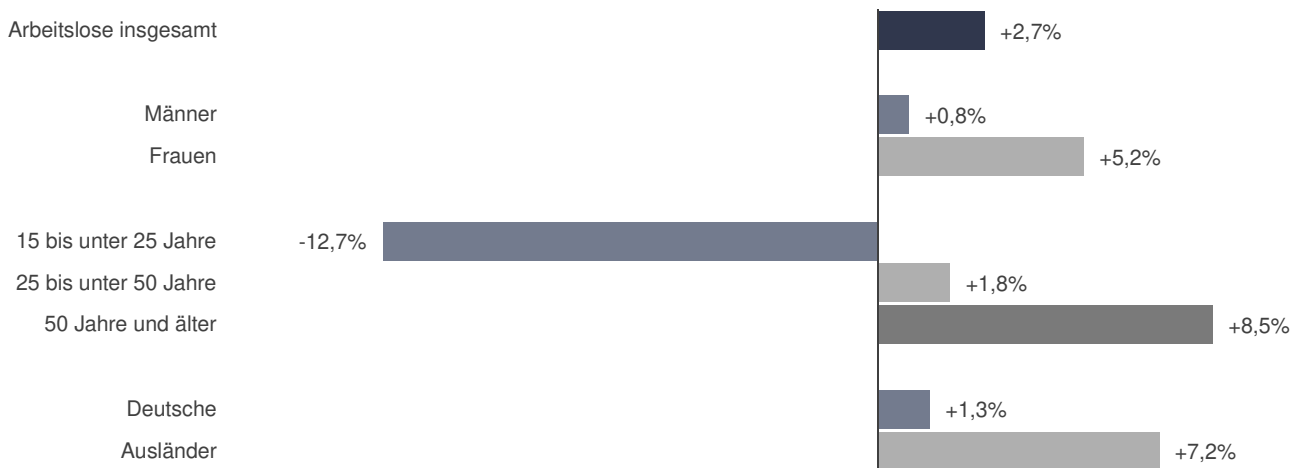 Arbeitslose insgesamt +2,7%
Männer +0,8%
Frauen +5,2%
15 bis unter 25 Jahre -12,7%
25 bis unter 50 Jahre +1,8%
50 Jahre und älter +8,5%
Deutsche +1,3%
Ausländer +7,2%